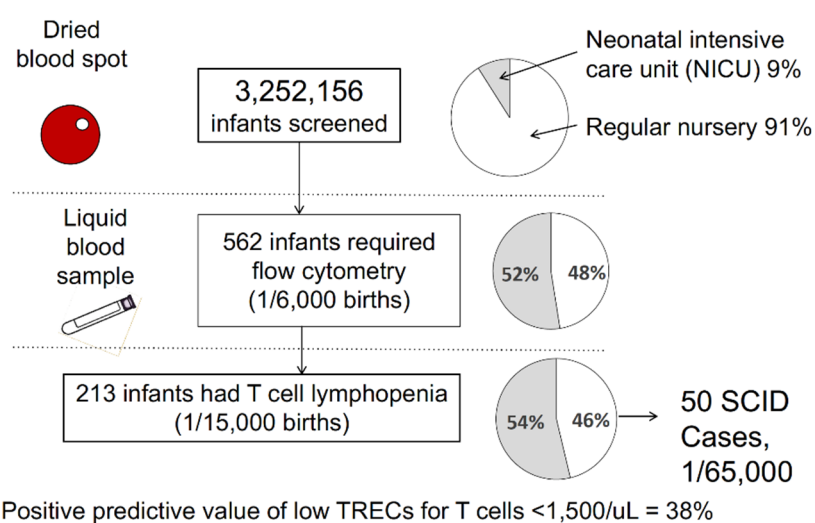 Dried
blood spot
3,252,156
infants screened
Neonatal intensive
care unit (NICU) 9%
Regular nursery 91%
Liquid
blood
sample
562 infants required
flow cytometry
(1/6,000 births)
52%
48%
213 infants had T cell lymphopenia
(1/15,000 births)
54%
46%
50 SCID
Cases,
1/65,000
Positive predictive value of low TRECs for T cells <1,500/uL = 38%